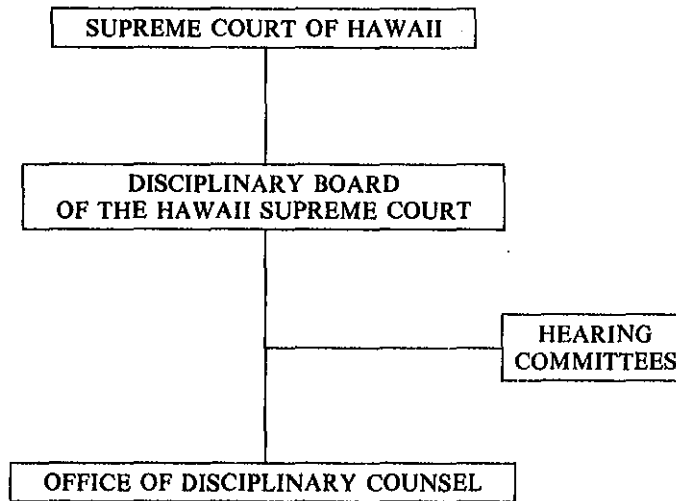 SUPREME COURT OF HAWAII
DISCIPLINARY BOARD
OF THE HAWAII SUPREME COURT
HEARING
COMMITTEES
OFFICE OF DISCIPLINARY COUNSEL